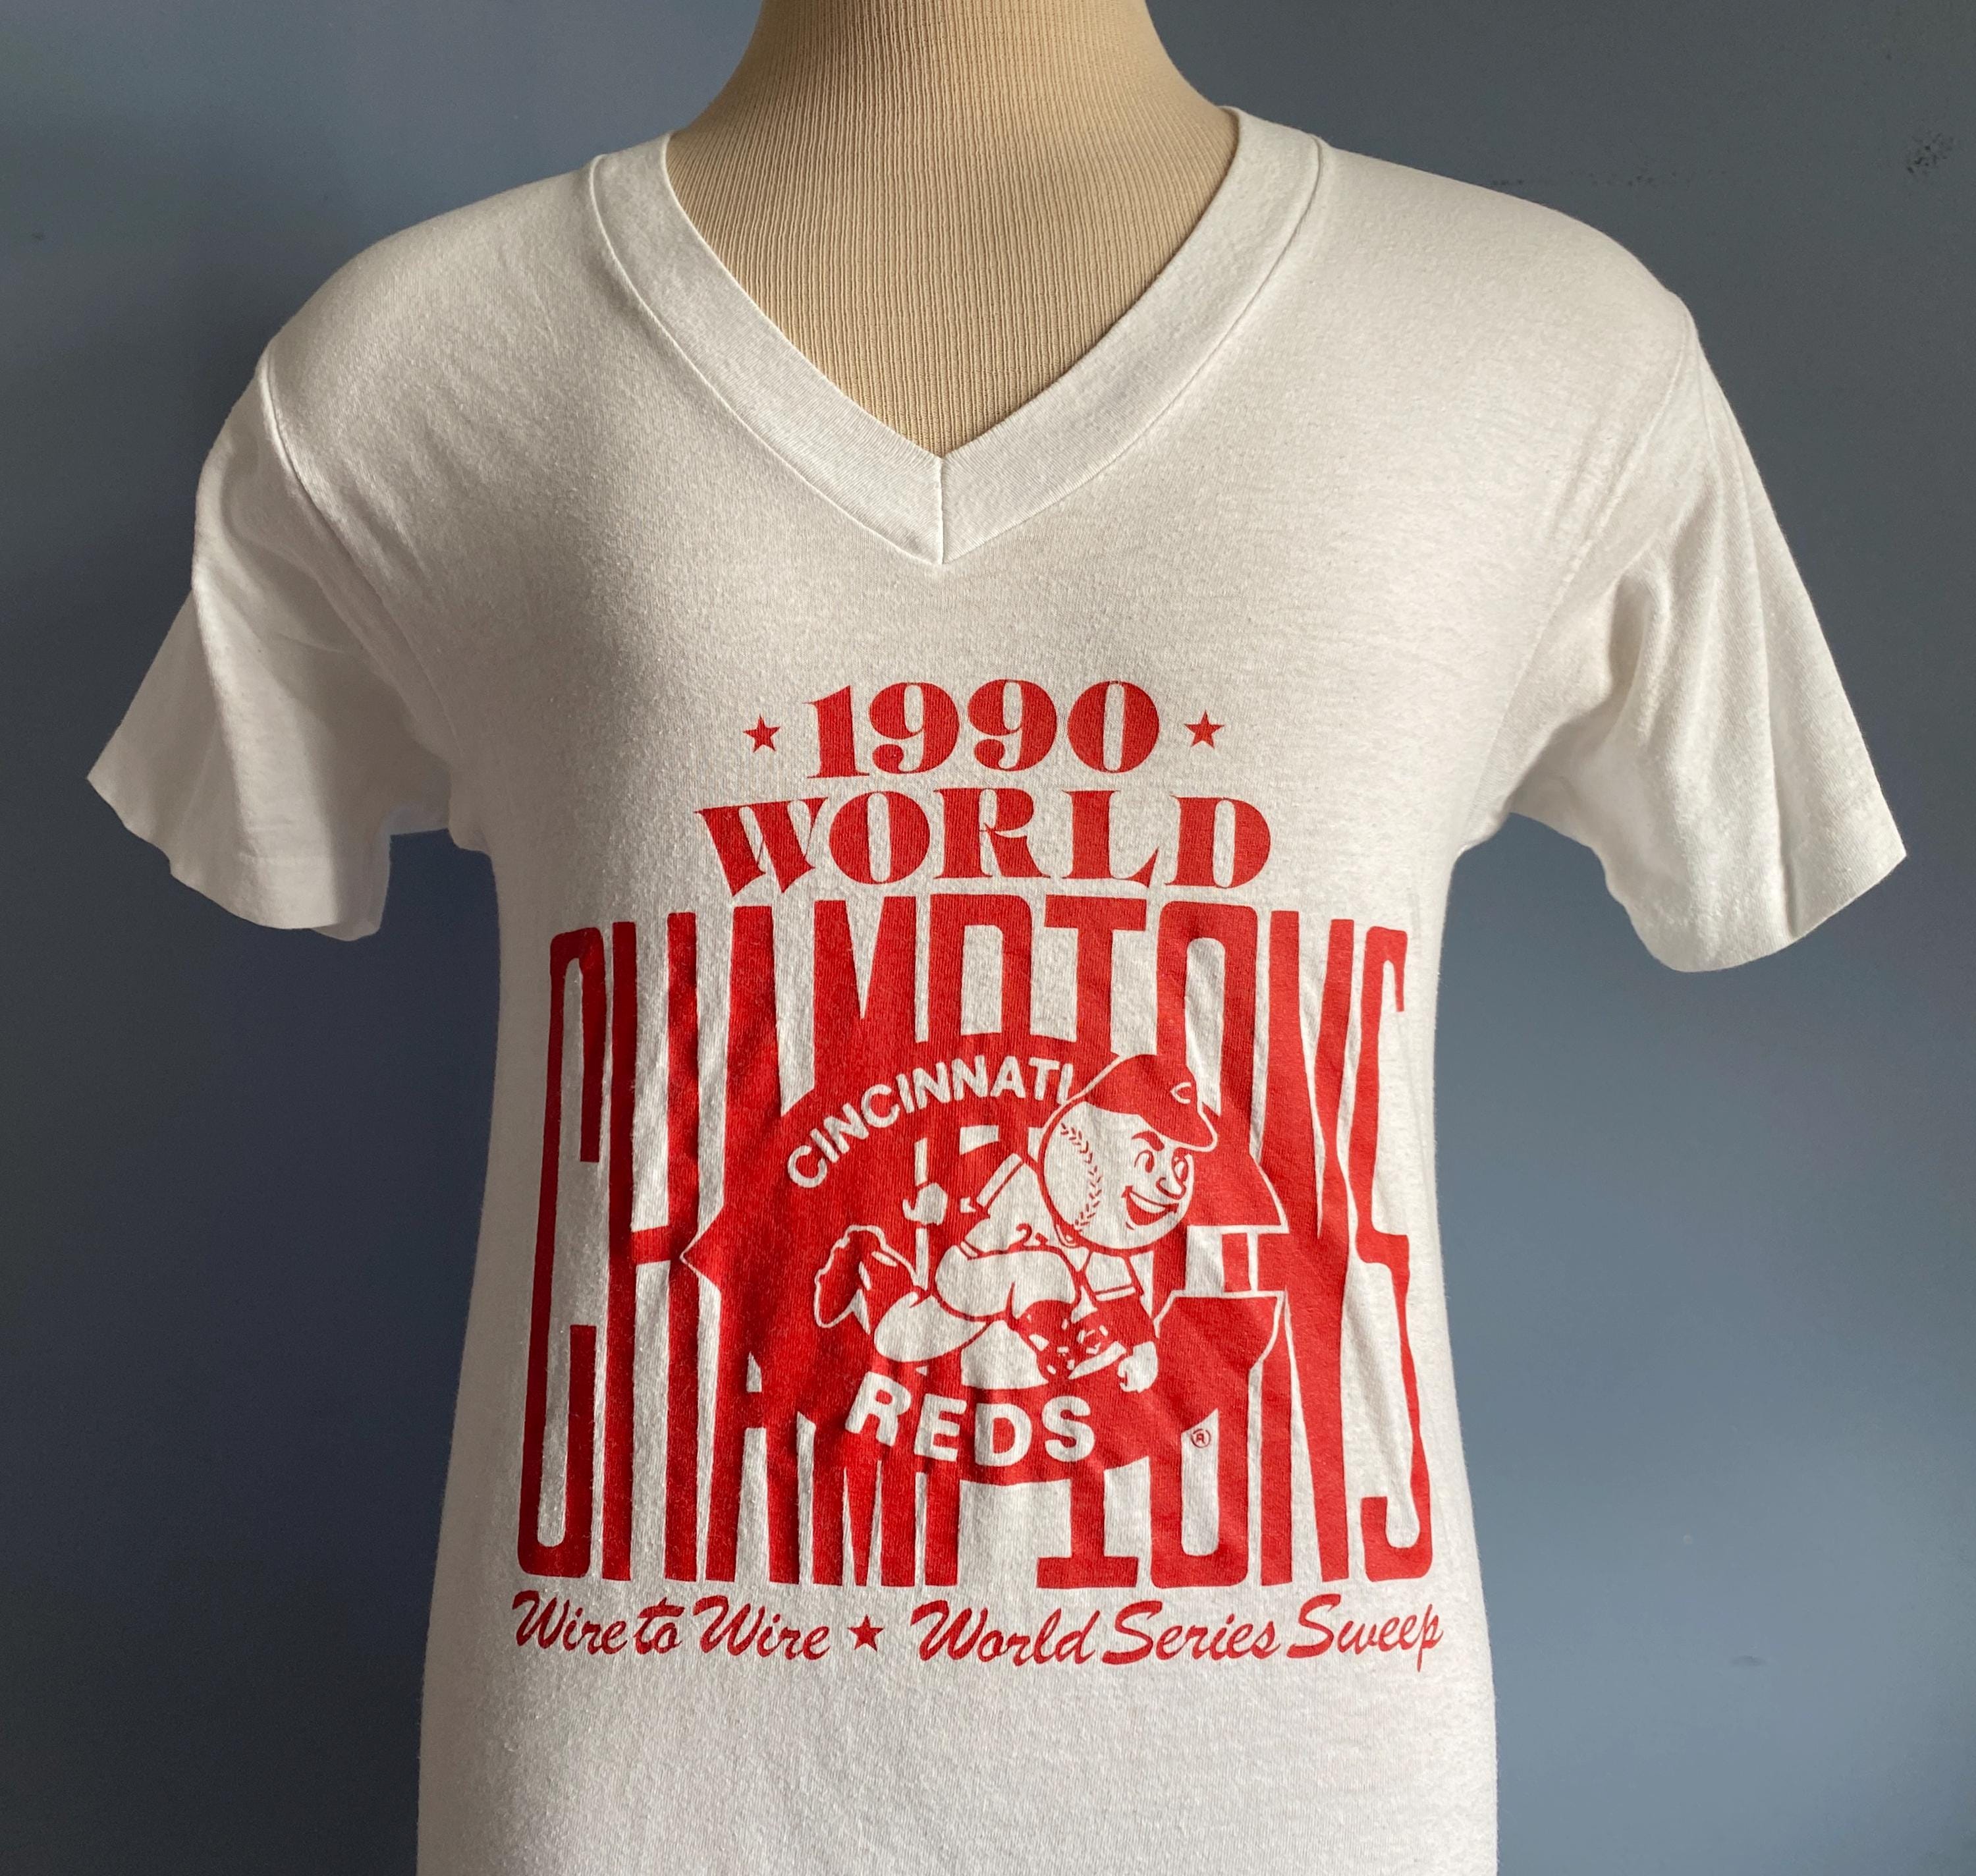 ★ 1990 ★
WORLD
CHAMPIONS
CINCINNATI
C
REDS
®
Wire to Wire ★ World Series Sweep